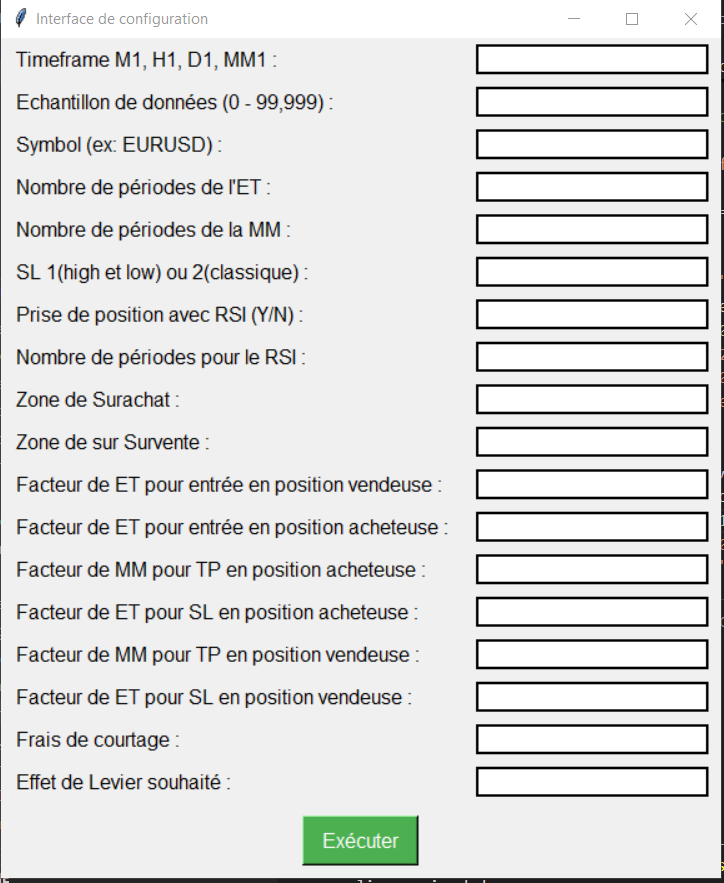 Interface de configuration
Timeframe M1, H1, D1, MM1 :
Echantillon de données (0 - 99,999) :
Symbol (ex: EURUSD) :
Nombre de périodes de l'ET :
Nombre de périodes de la MM :
SL 1(high et low) ou 2(classique) :
Prise de position avec RSI (Y/N) :
Nombre de périodes pour le RSI :
Zone de Surachat :
Zone de sur Survente :
Facteur de ET pour entrée en position vendeuse :
Facteur de ET pour entrée en position acheteuse :
Facteur de MM pour TP en position acheteuse :
Facteur de ET pour SL en position acheteuse :
Facteur de MM pour TP en position vendeuse :
Facteur de ET pour SL en position vendeuse :
Frais de courtage :
Effet de Levier souhaité :
Exécuter